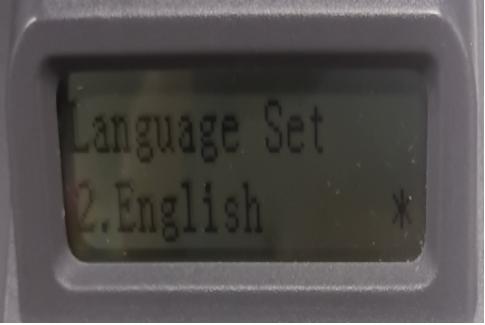 Language Set
2.English *